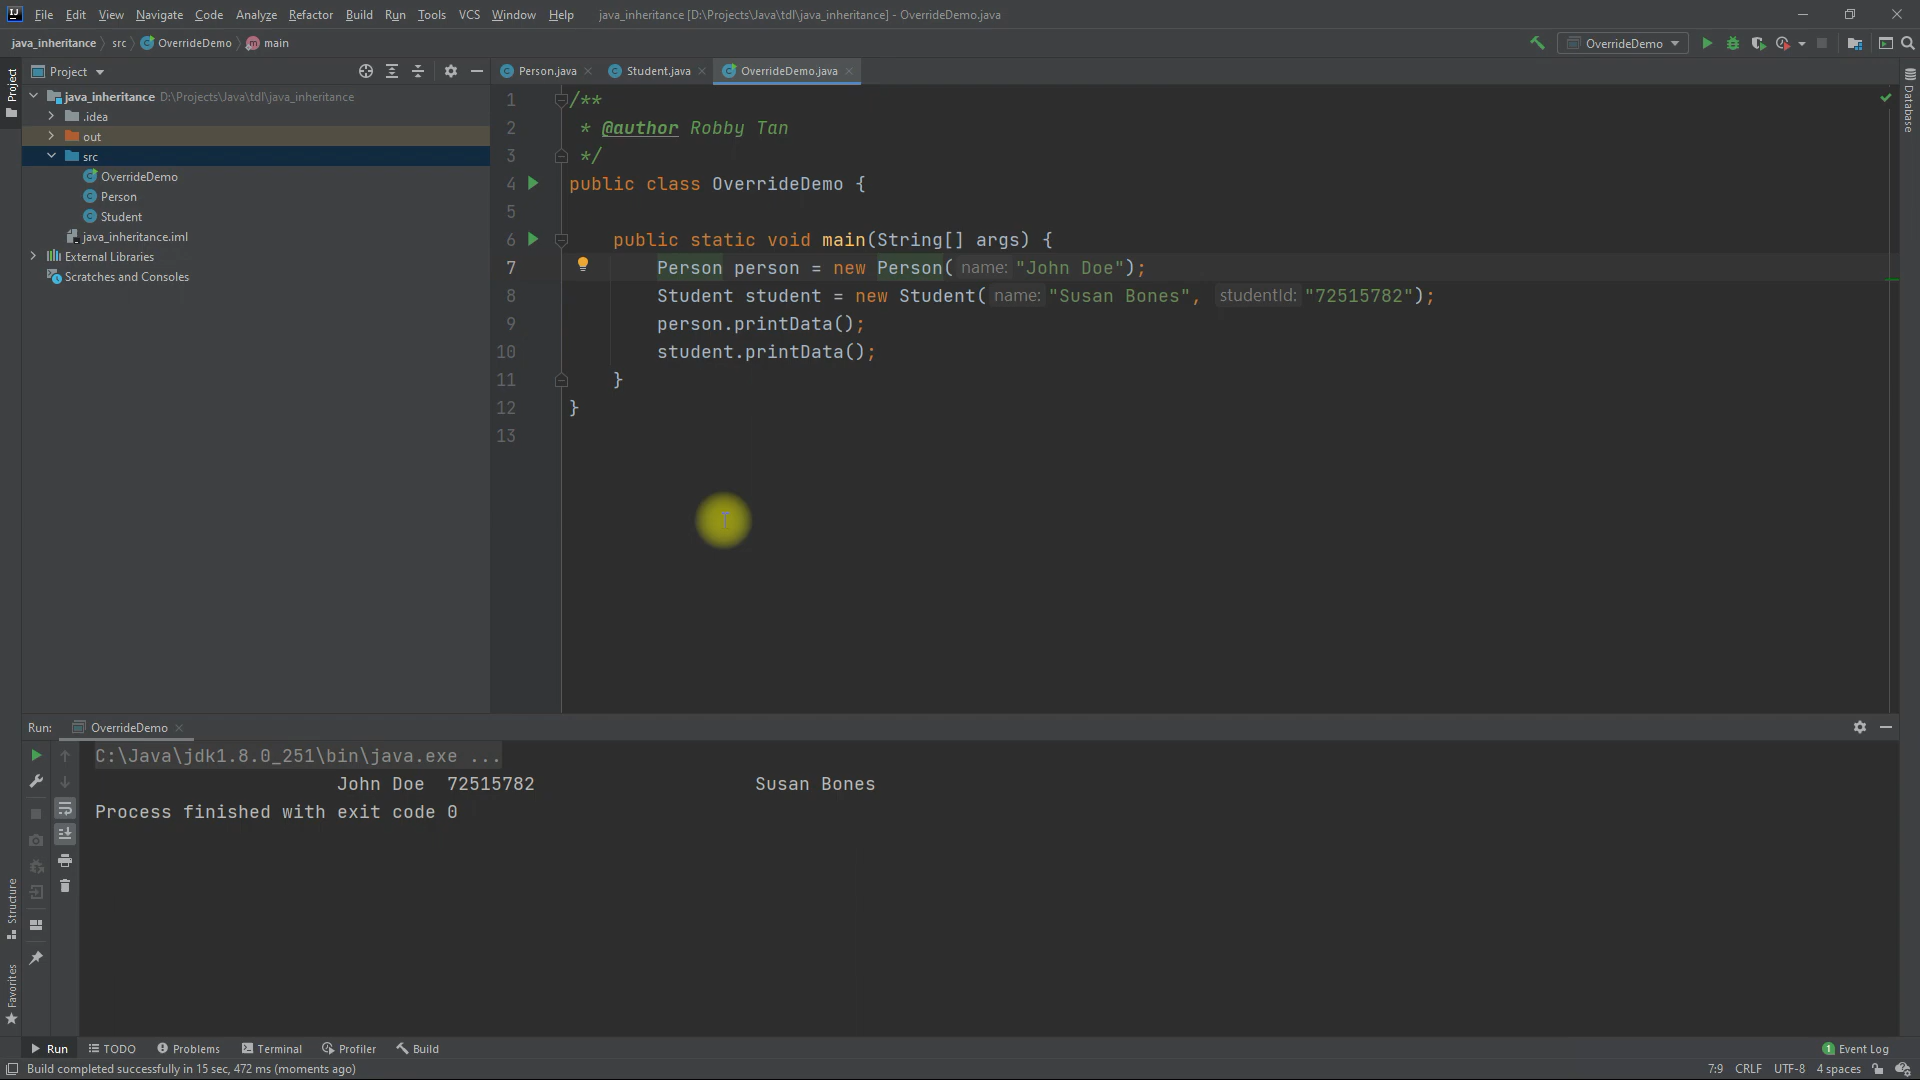 IJ File Edit View Navigate Code Analyze Refactor Build Run Tools VCS Window Help java_inheritance [D:\Projects\Java\tdl\java_inheritance] - OverrideDemo.java
java_inheritance src OverrideDemo m main OverrideDemo
Project
Project
Person.java Student.java OverrideDemo.java
java_inheritance D:\Projects\Java\tdl\java_inheritance
.idea
out
src
OverrideDemo
Person
Student
java_inheritance.iml
External Libraries
Scratches and Consoles
1 /**
2 * @author Robby Tan
3 */
4 public class OverrideDemo {
5
6 public static void main(String[] args) {
7 Person person = new Person( name: "John Doe");
8 Student student = new Student( name: "Susan Bones", studentId: "72515782");
9 person.printData();
10 student.printData();
11 }
12 }
13
Database
Run: OverrideDemo
C:\Java\jdk1.8.0_251\bin\java.exe ...
John Doe 72515782 Susan Bones
Process finished with exit code 0
Structure
Favorites
Run TODO Problems Terminal Profiler Build 1 Event Log
Build completed successfully in 15 sec, 472 ms (moments ago) 7:9 CRLF UTF-8 4 spaces